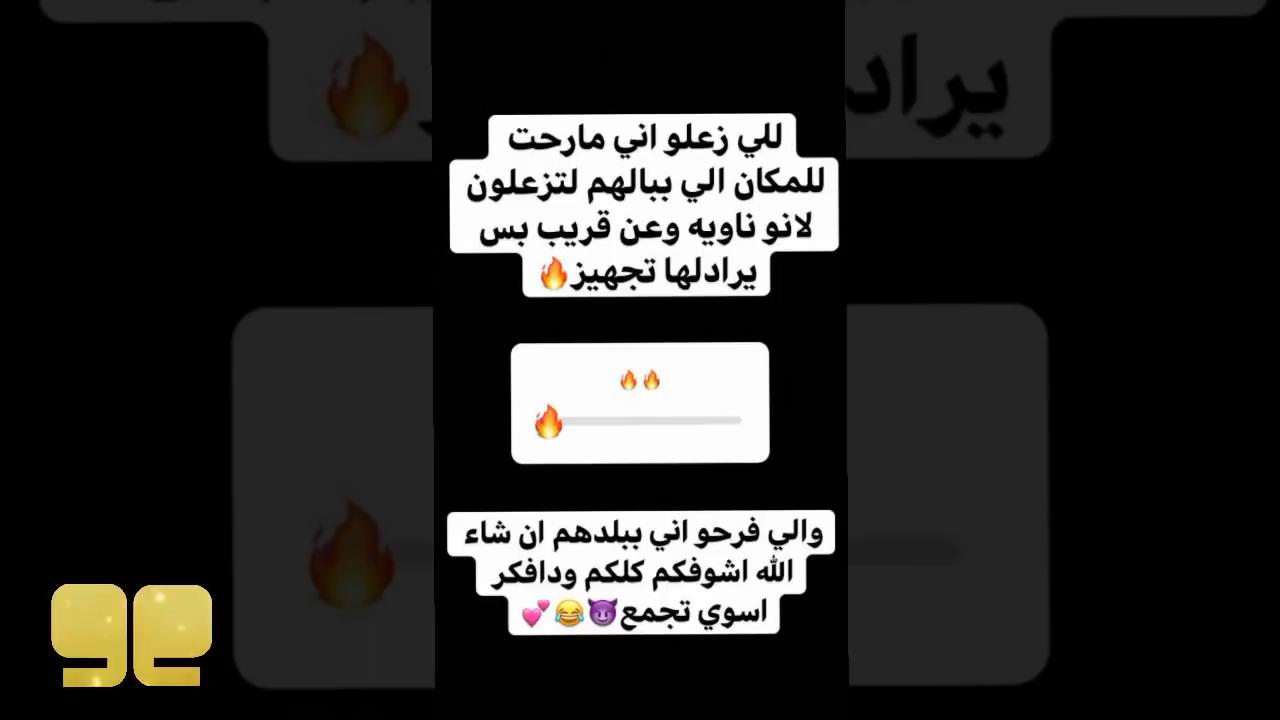 للي زعلو اني مارحت
للمكان الي ببالهم لتزعلون
لانو ناويه وعن قريب بس
يرادلها تجهيز🔥
🔥🔥
🔥
والي فرحو اني ببلدهم ان شاء
الله اشوفكم كلكم ودافكر
اسوي تجمع😈😂💕